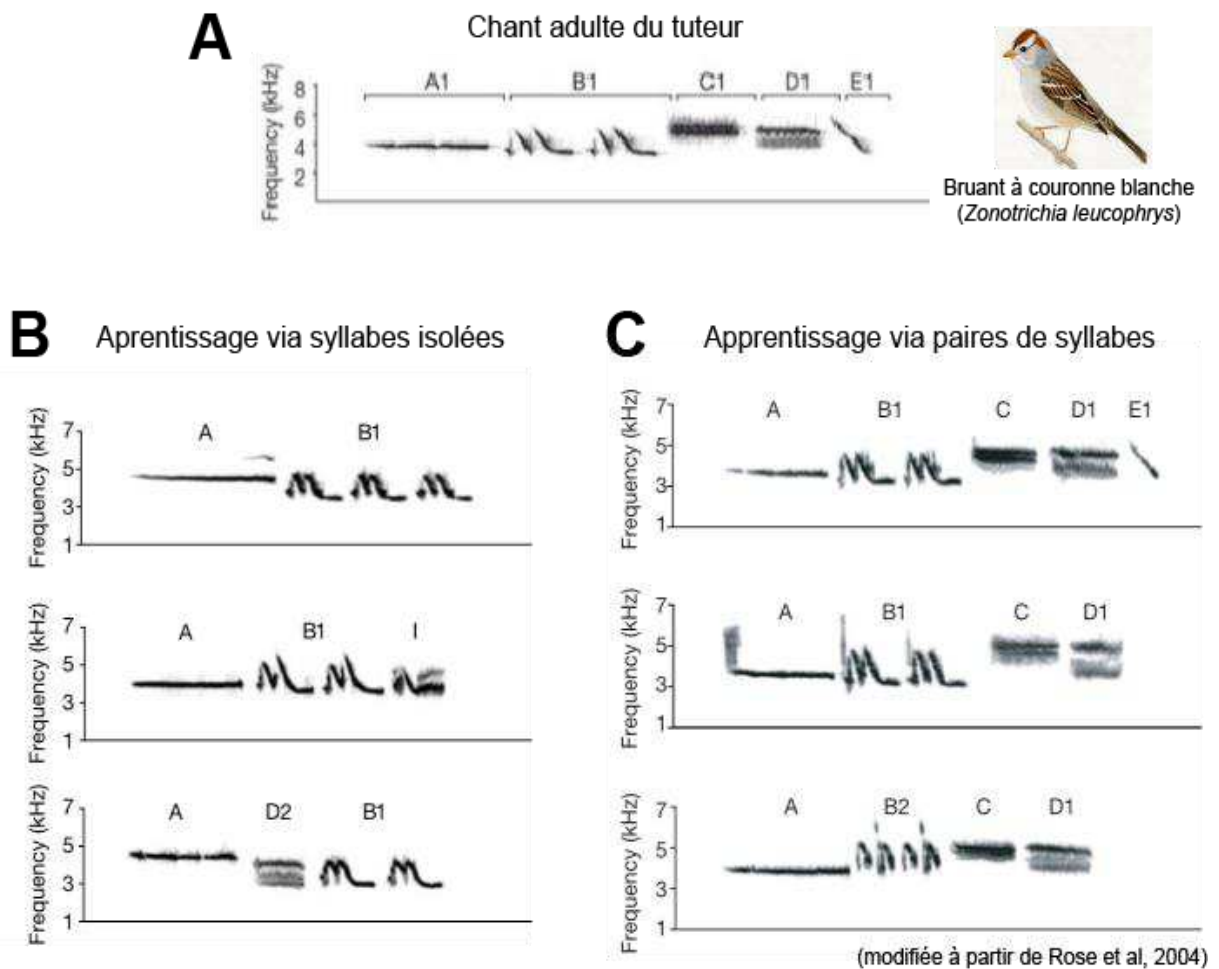 A
Chant adulte du tuteur
Frequency (kHz)
8
6
4
2
A1 B1 C1 D1 E1
Bruant à couronne blanche
(Zonotrichia leucophrys)
B
Aprentissage via syllabes isolées
Frequency (kHz)
7
5
3
1
A B1
Frequency (kHz)
7
5
3
1
A B1 I
Frequency (kHz)
7
5
3
1
A D2 B1
C
Apprentissage via paires de syllabes
Frequency (kHz)
7
5
3
1
A B1 C D1 E1
Frequency (kHz)
7
5
3
1
A B1 C D1
Frequency (kHz)
7
5
3
1
A B2 C D1
(modifiée à partir de Rose et al, 2004)